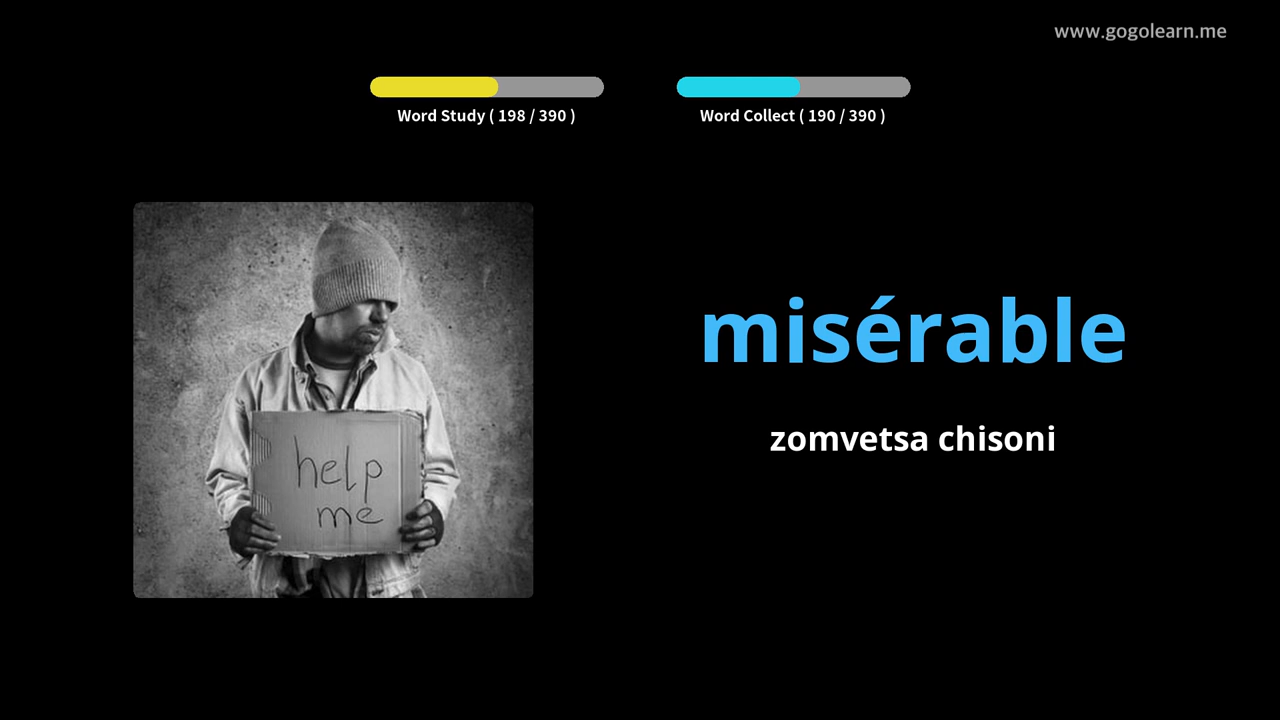 www.gogolearn.me
Word Study ( 198 / 390 )
Word Collect ( 190 / 390 )
help
me
misérable
zomvetsa chisoni